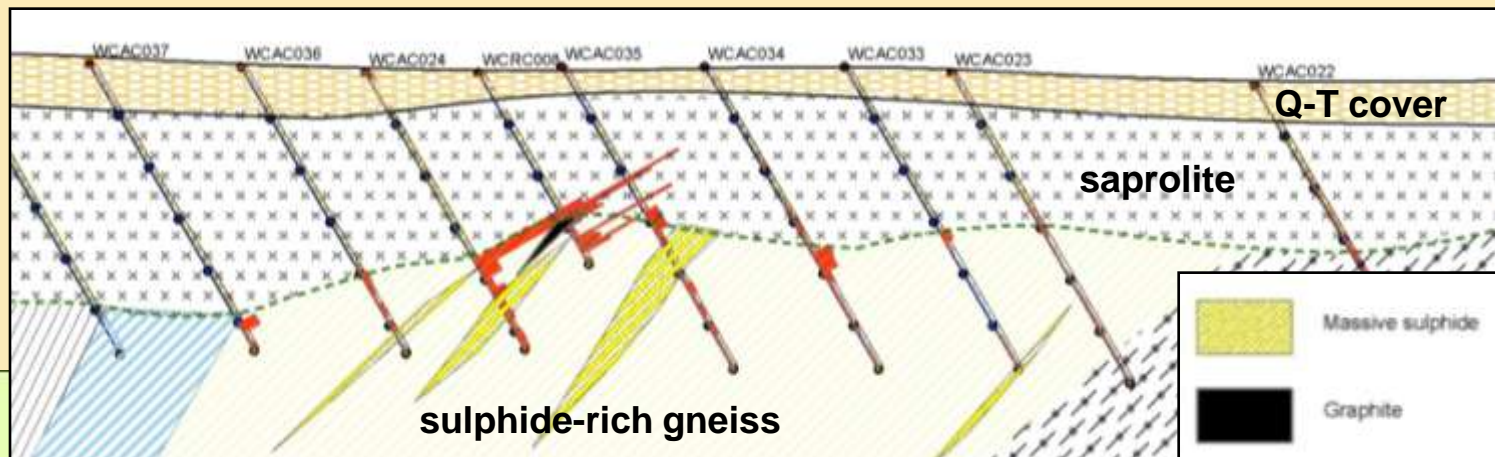 WCAC037
WCAC036
WCAC024
WCRC008
WCAC035
WCAC034
WCAC033
WCAC023
WCAC022
Q-T cover
saprolite
sulphide-rich gneiss
Massive sulphide
Graphite